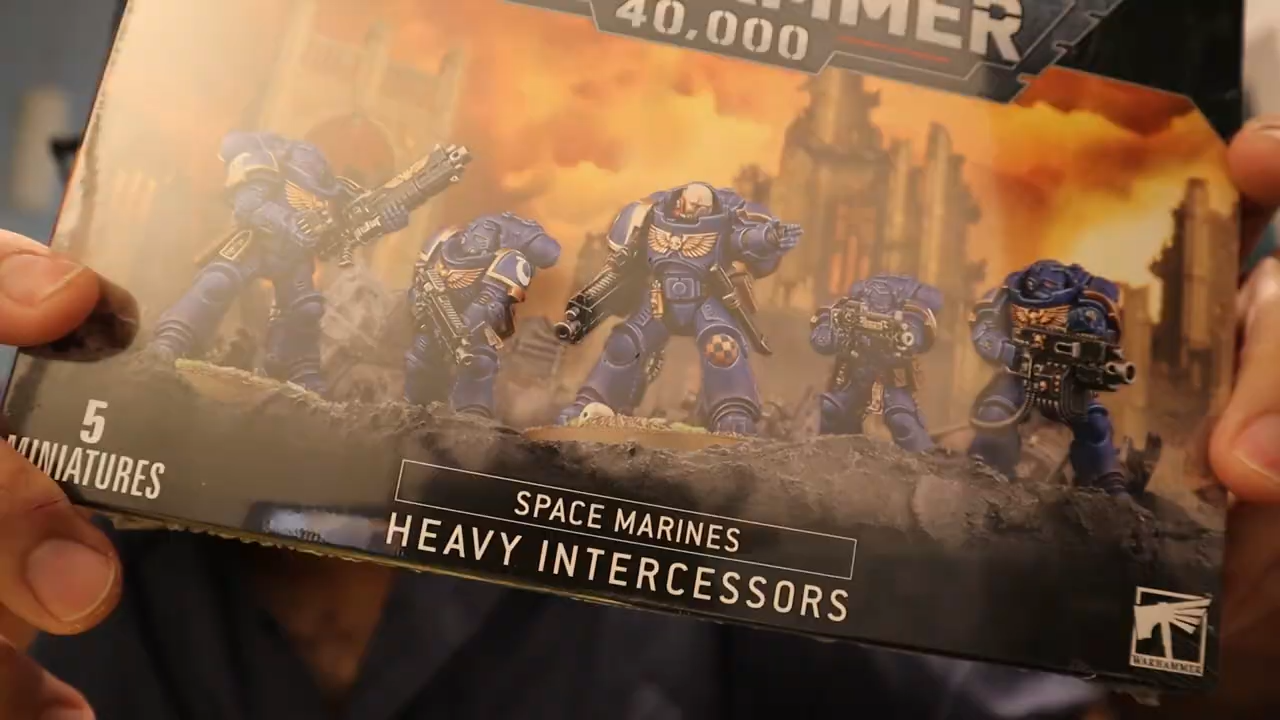 40,000
5
MINIATURES
SPACE MARINES
HEAVY INTERCESSORS
WARHAMMER